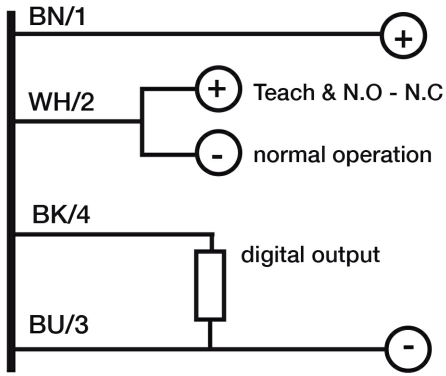 BN/1
+
WH/2
+ Teach & N.O - N.C
- normal operation
BK/4
digital output
BU/3
-